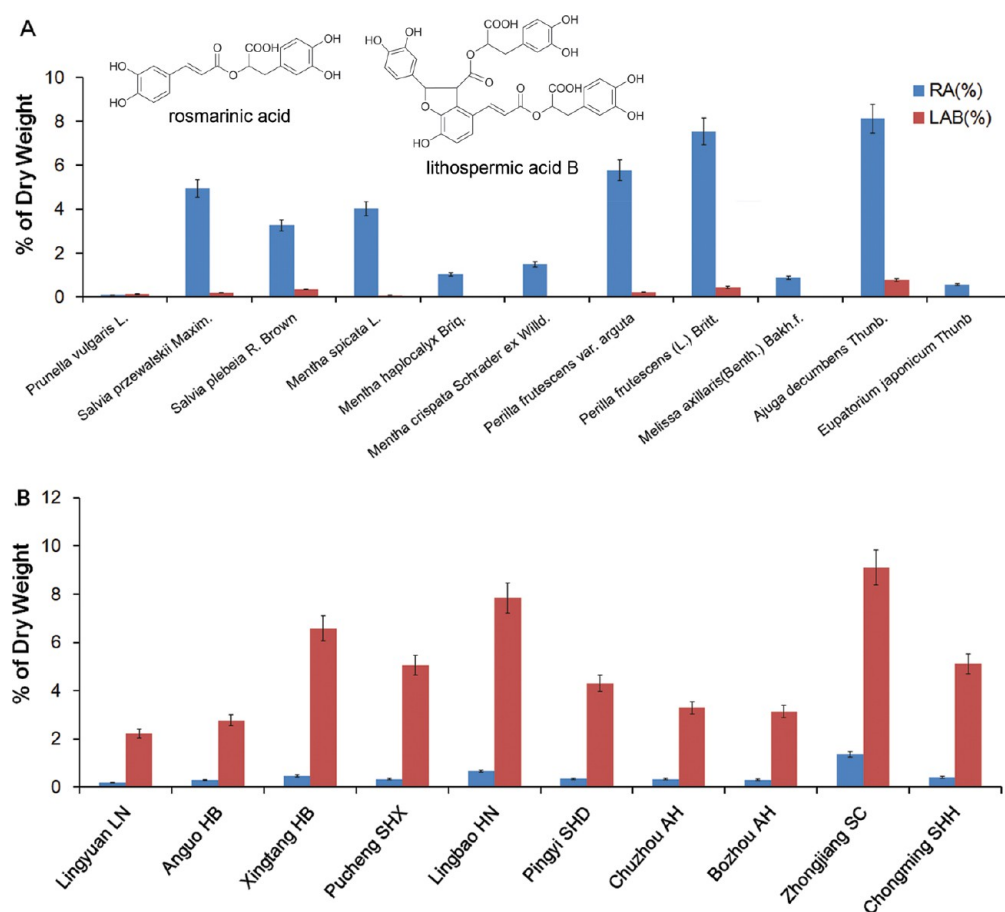 A
rosmarinic acid
HO
HO
O
O
COOH
OH
OH
lithospermic acid B
HO
OH
COOH
OH
OH
O
O
O
HO
O
O
COOH
OH
OH
RA(%)
LAB(%)
% of Dry Weight
10
8
6
4
2
0
Prunella vulgaris L.
Salvia przewalskii Maxim.
Salvia plebeia R. Brown
Mentha spicata L.
Mentha haplocalyx Briq.
Mentha crispata Schrader ex Willd.
Perilla frutescens var. arguta
Perilla frutescens (L.) Britt.
Melissa axillaris(Benth.) Bakh.f.
Ajuga decumbens Thunb.
Eupatorium japonicum Thunb
B
% of Dry Weight
12
10
8
6
4
2
0
Lingyuan LN
Anguo HB
Xingtang HB
Pucheng SHX
Lingbao HN
Pingyi SHD
Chuzhou AH
Bozhou AH
Zhongjiang SC
Chongming SHH